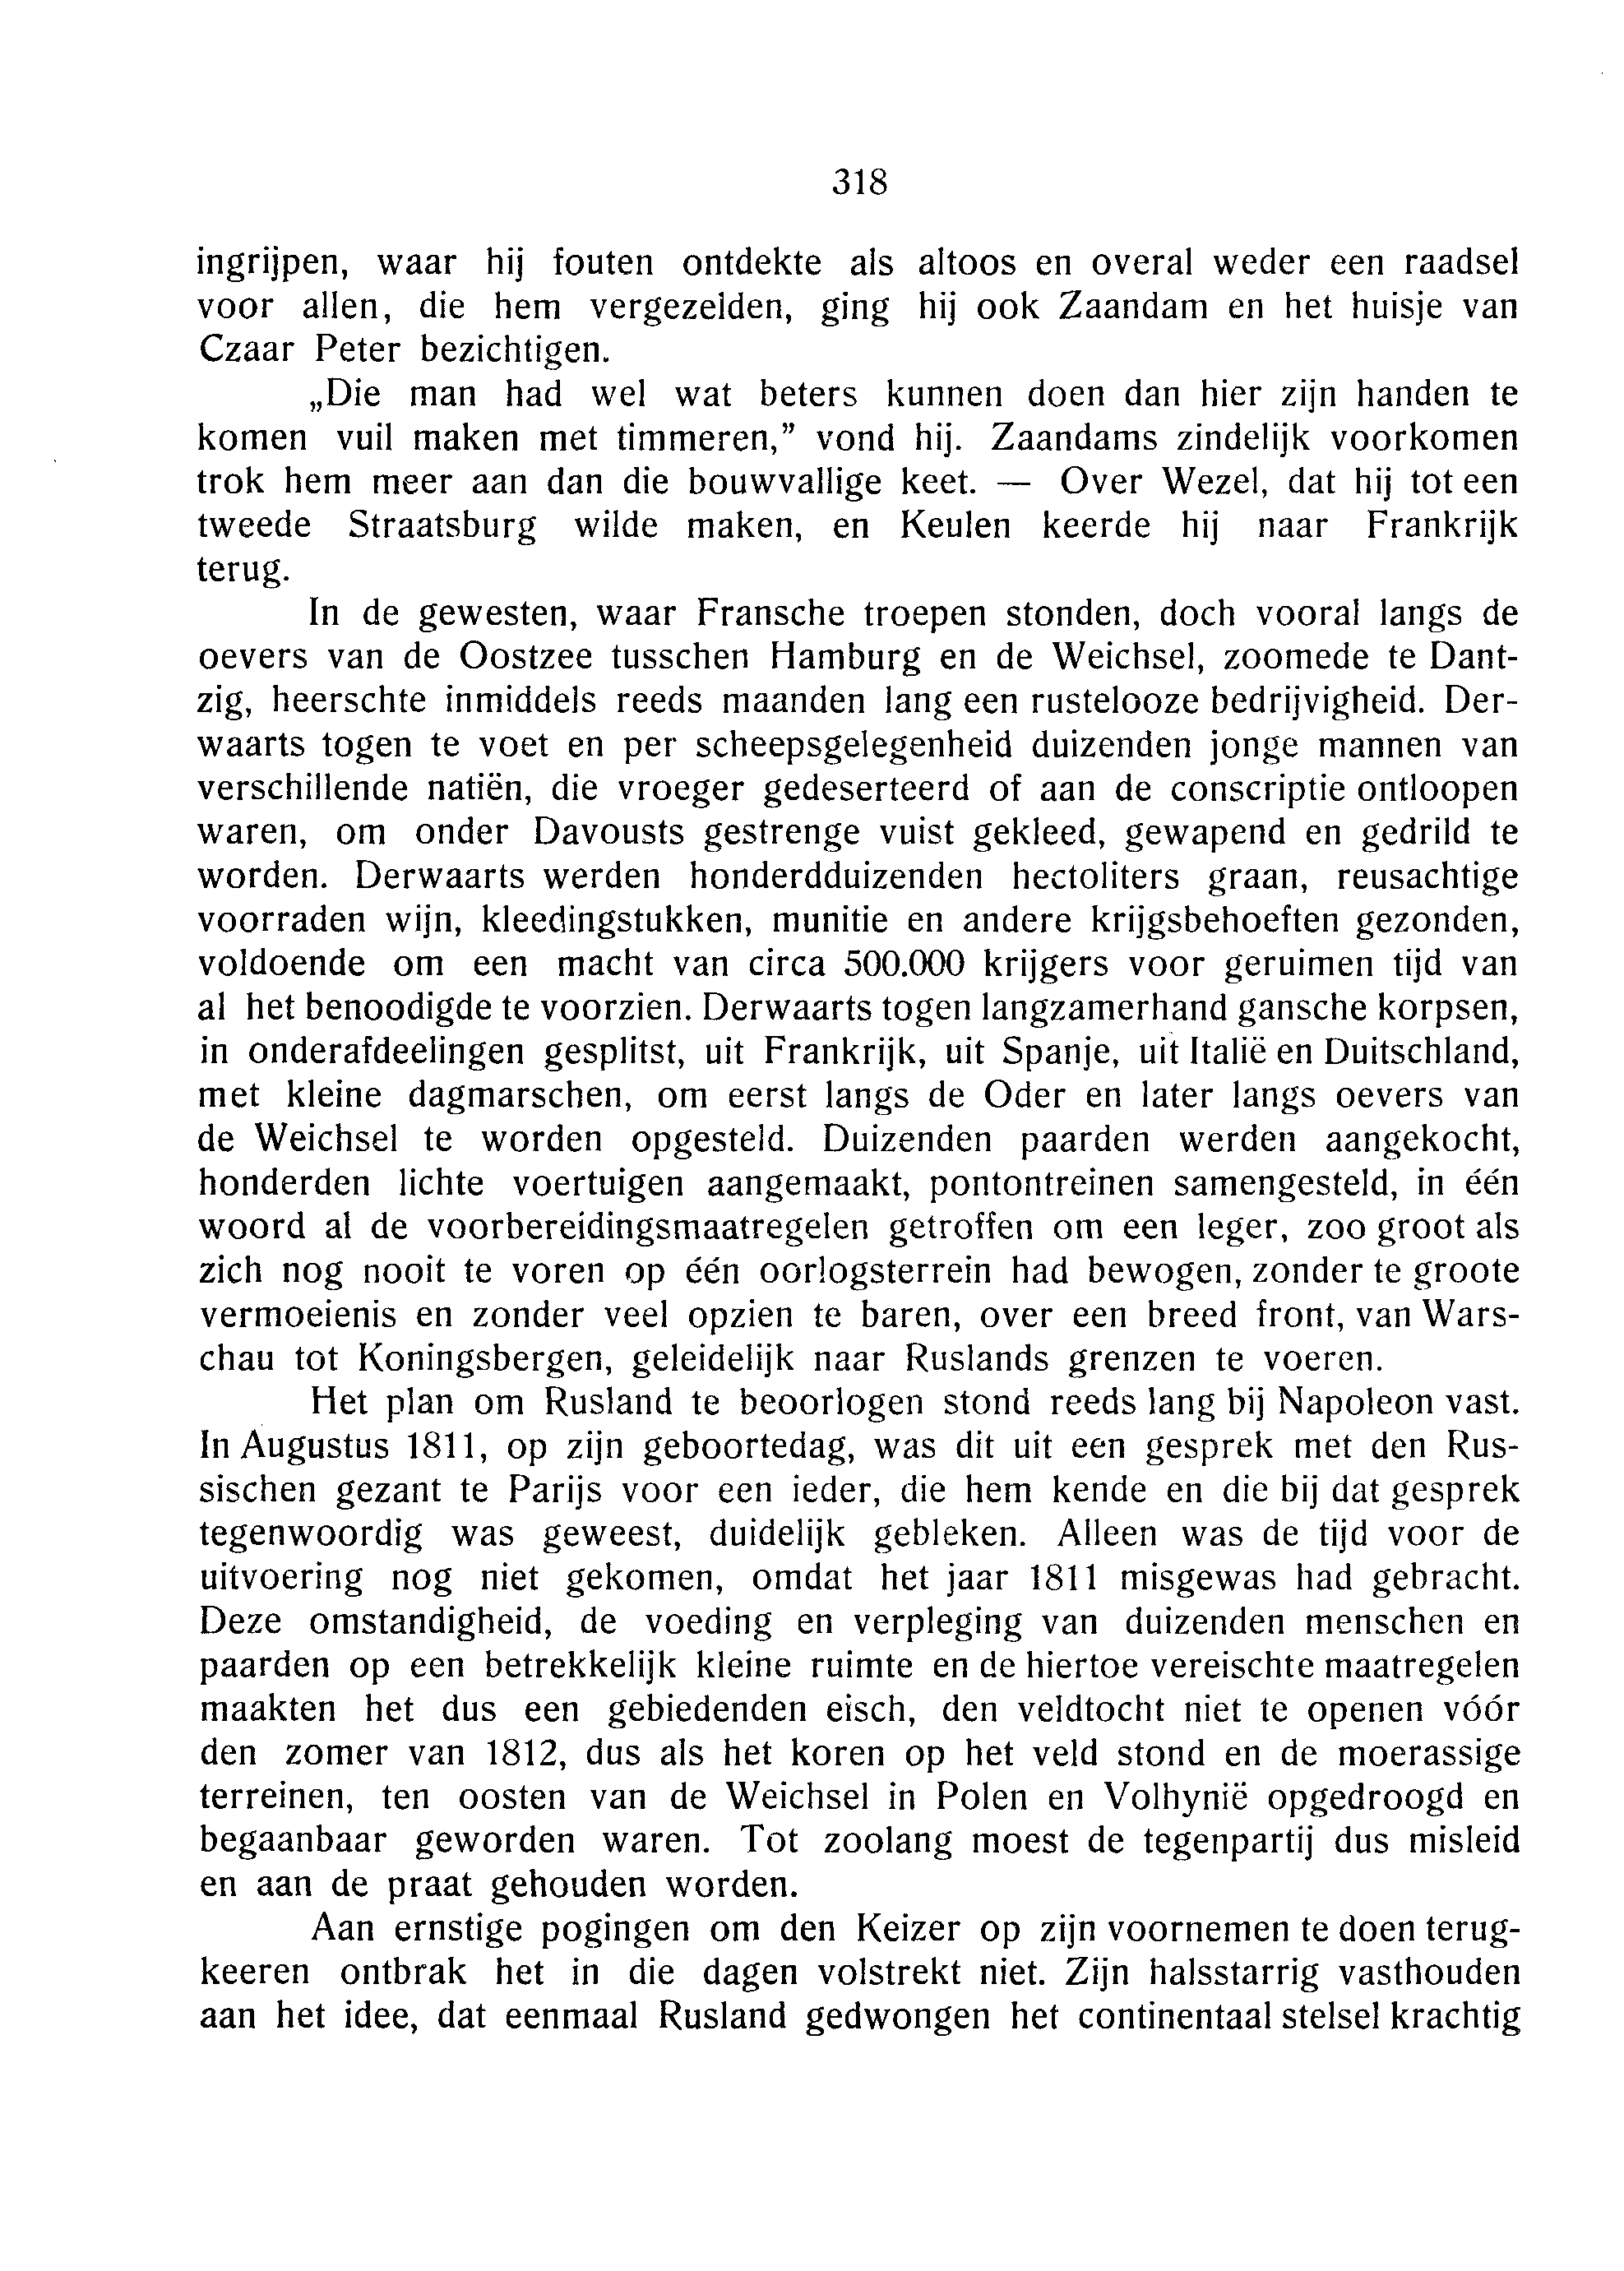 318
ingrijpen, waar hij fouten ontdekte als altoos en overal weder een raadsel
voor allen, die hem vergezelden, ging hij ook Zaandam en het huisje van
Czaar Peter bezichtigen.
„Die man had wel wat beters kunnen doen dan hier zijn handen te
komen vuil maken met timmeren,” vond hij. Zaandams zindelijk voorkomen
trok hem meer aan dan die bouwvallige keet. — Over Wezel, dat hij tot een
tweede Straatsburg wilde maken, en Keulen keerde hij naar Frankrijk
terug.
In de gewesten, waar Fransche troepen stonden, doch vooral langs de
oevers van de Oostzee tusschen Hamburg en de Weichsel, zoomede te Dant-
zig, heerschte inmiddels reeds maanden lang een rustelooze bedrijvigheid. Der-
waarts togen te voet en per scheepsgelegenheid duizenden jonge mannen van
verschillende natiën, die vroeger gedeserteerd of aan de conscriptie ontloopen
waren, om onder Davousts gestrenge vuist gekleed, gewapend en gedrild te
worden. Derwaarts werden honderdduizenden hectoliters graan, reusachtige
voorraden wijn, kleedingstukken, munitie en andere krijgsbehoeften gezonden,
voldoende om een macht van circa 500.000 krijgers voor geruimen tijd van
al het benoodigde te voorzien. Derwaarts togen langzamerhand gansche korpsen,
in onderafdeelingen gesplitst, uit Frankrijk, uit Spanje, uit Italië en Duitschland,
met kleine dagmarschen, om eerst langs de Oder en later langs oevers van
de Weichsel te worden opgesteld. Duizenden paarden werden aangekocht,
honderden lichte voertuigen aangemaakt, pontontreinen samengesteld, in één
woord al de voorbereidingsmaatregelen getroffen om een leger, zoo groot als
zich nog nooit te voren op één oorlogsterrein had bewogen, zonder te groote
vermoeienis en zonder veel opzien te baren, over een breed front, van Wars-
chau tot Koningsbergen, geleidelijk naar Ruslands grenzen te voeren.
Het plan om Rusland te beoorlogen stond reeds lang bij Napoleon vast.
In Augustus 1811, op zijn geboortedag, was dit uit een gesprek met den Rus-
sischen gezant te Parijs voor een ieder, die hem kende en die bij dat gesprek
tegenwoordig was geweest, duidelijk gebleken. Alleen was de tijd voor de
uitvoering nog niet gekomen, omdat het jaar 1811 misgewas had gebracht.
Deze omstandigheid, de voeding en verpleging van duizenden menschen en
paarden op een betrekkelijk kleine ruimte en de hiertoe vereischte maatregelen
maakten het dus een gebiedenden eisch, den veldtocht niet te openen vóór
den zomer van 1812, dus als het koren op het veld stond en de moerassige
terreinen, ten oosten van de Weichsel in Polen en Volhynië opgedroogd en
begaanbaar geworden waren. Tot zoolang moest de tegenpartij dus misleid
en aan de praat gehouden worden.
Aan ernstige pogingen om den Keizer op zijn voornemen te doen terug-
keeren ontbrak het in die dagen volstrekt niet. Zijn halsstarrig vasthouden
aan het idee, dat eenmaal Rusland gedwongen het continentaal stelsel krachtig